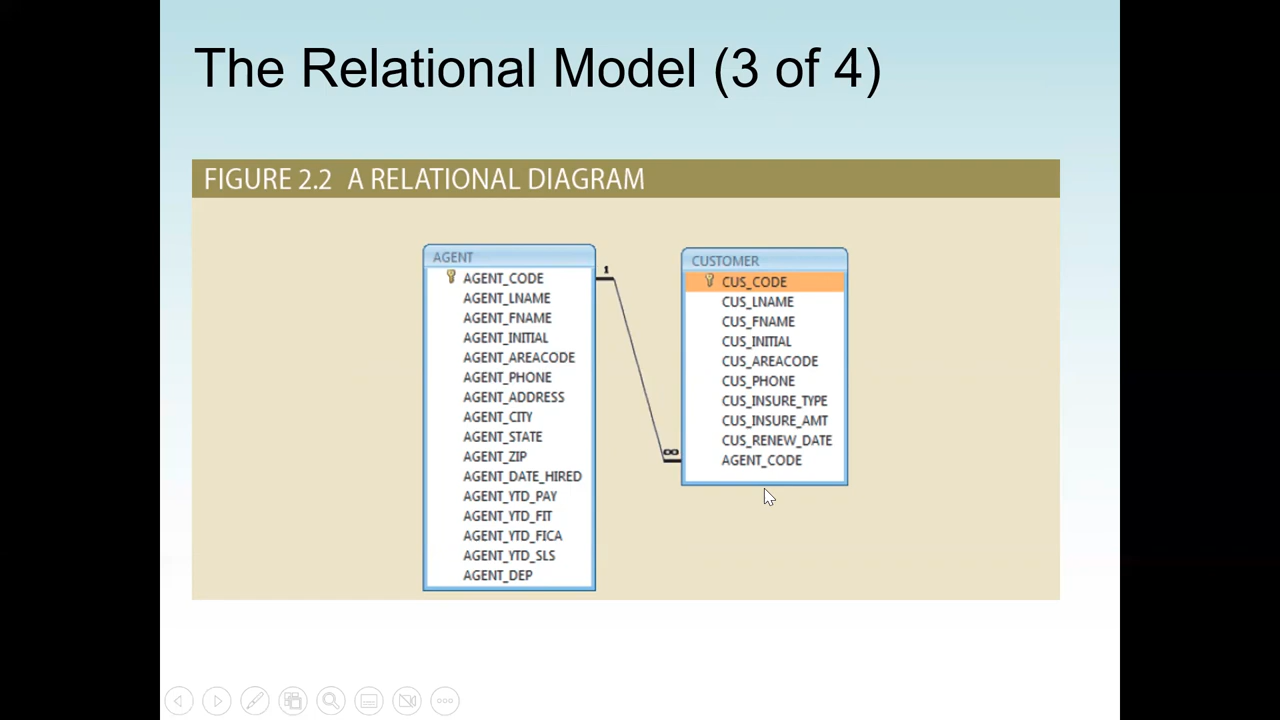 The Relational Model (3 of 4)
FIGURE 2.2 A RELATIONAL DIAGRAM
AGENT
AGENT_CODE
AGENT_LNAME
AGENT_FNAME
AGENT_INITIAL
AGENT_AREACODE
AGENT_PHONE
AGENT_ADDRESS
AGENT_CITY
AGENT_STATE
AGENT_ZIP
AGENT_DATE_HIRED
AGENT_YTD_PAY
AGENT_YTD_FIT
AGENT_YTD_FICA
AGENT_YTD_SLS
AGENT_DEP
1
∞
CUSTOMER
CUS_CODE
CUS_LNAME
CUS_FNAME
CUS_INITIAL
CUS_AREACODE
CUS_PHONE
CUS_INSURE_TYPE
CUS_INSURE_AMT
CUS_RENEW_DATE
AGENT_CODE